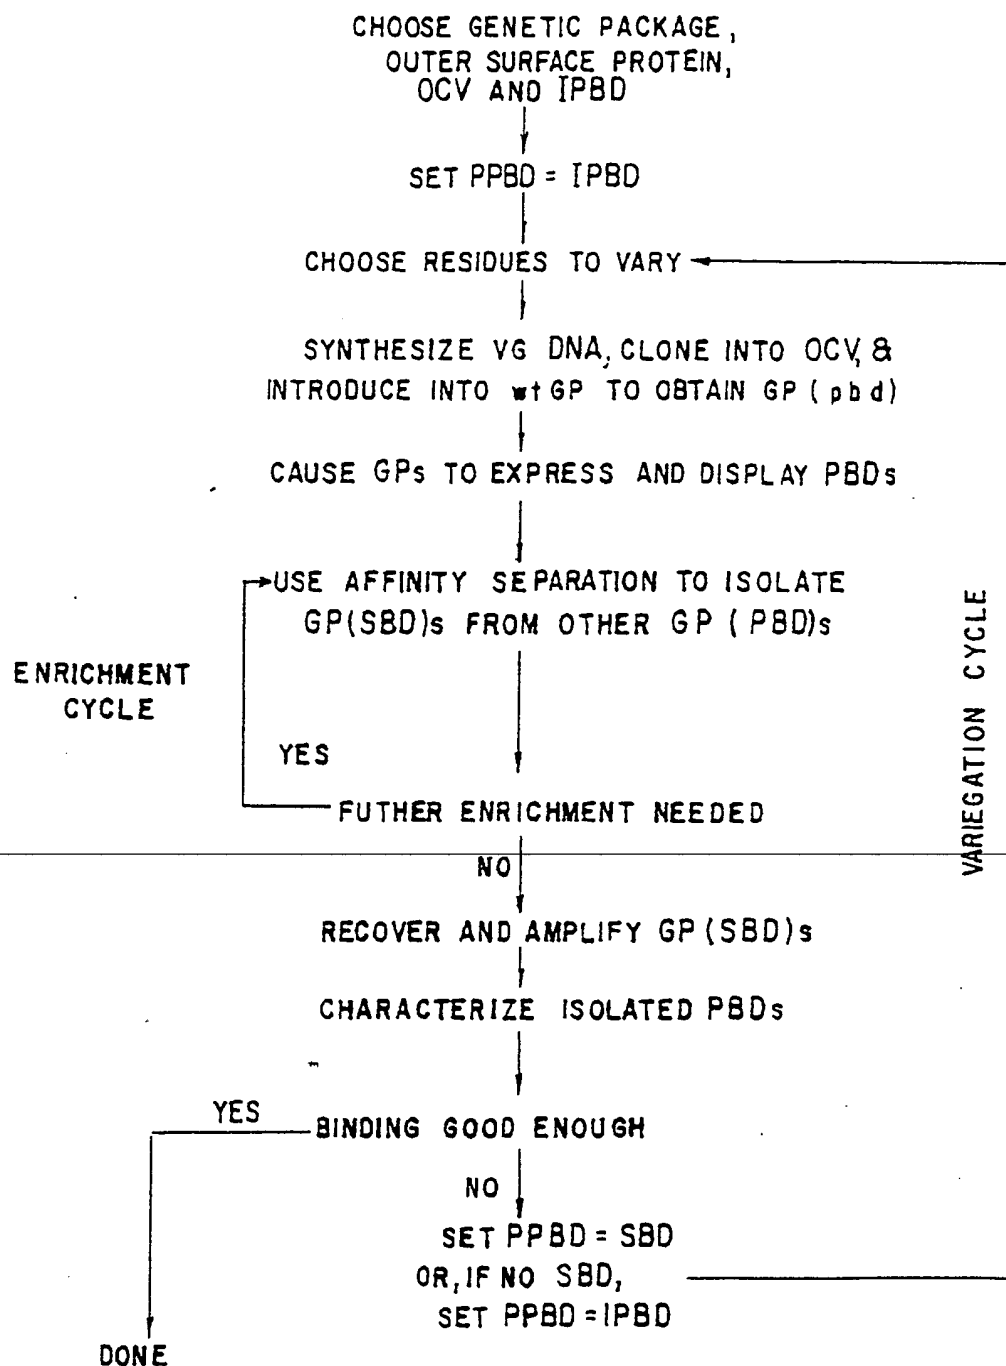 CHOOSE GENETIC PACKAGE,
OUTER SURFACE PROTEIN,
OCV AND IPBD
SET PPBD = IPBD
CHOOSE RESIDUES TO VARY
SYNTHESIZE VG DNA, CLONE INTO OCV, &
INTRODUCE INTO wt GP TO OBTAIN GP (pbd)
CAUSE GPs TO EXPRESS AND DISPLAY PBDs
USE AFFINITY SEPARATION TO ISOLATE
GP(SBD)s FROM OTHER GP (PBD)s
ENRICHMENT
CYCLE
VARIEGATION CYCLE
YES
FUTHER ENRICHMENT NEEDED
NO
RECOVER AND AMPLIFY GP(SBD)s
CHARACTERIZE ISOLATED PBDs
YES
BINDING GOOD ENOUGH
NO
SET PPBD = SBD
OR, IF NO SBD,
SET PPBD = IPBD
DONE